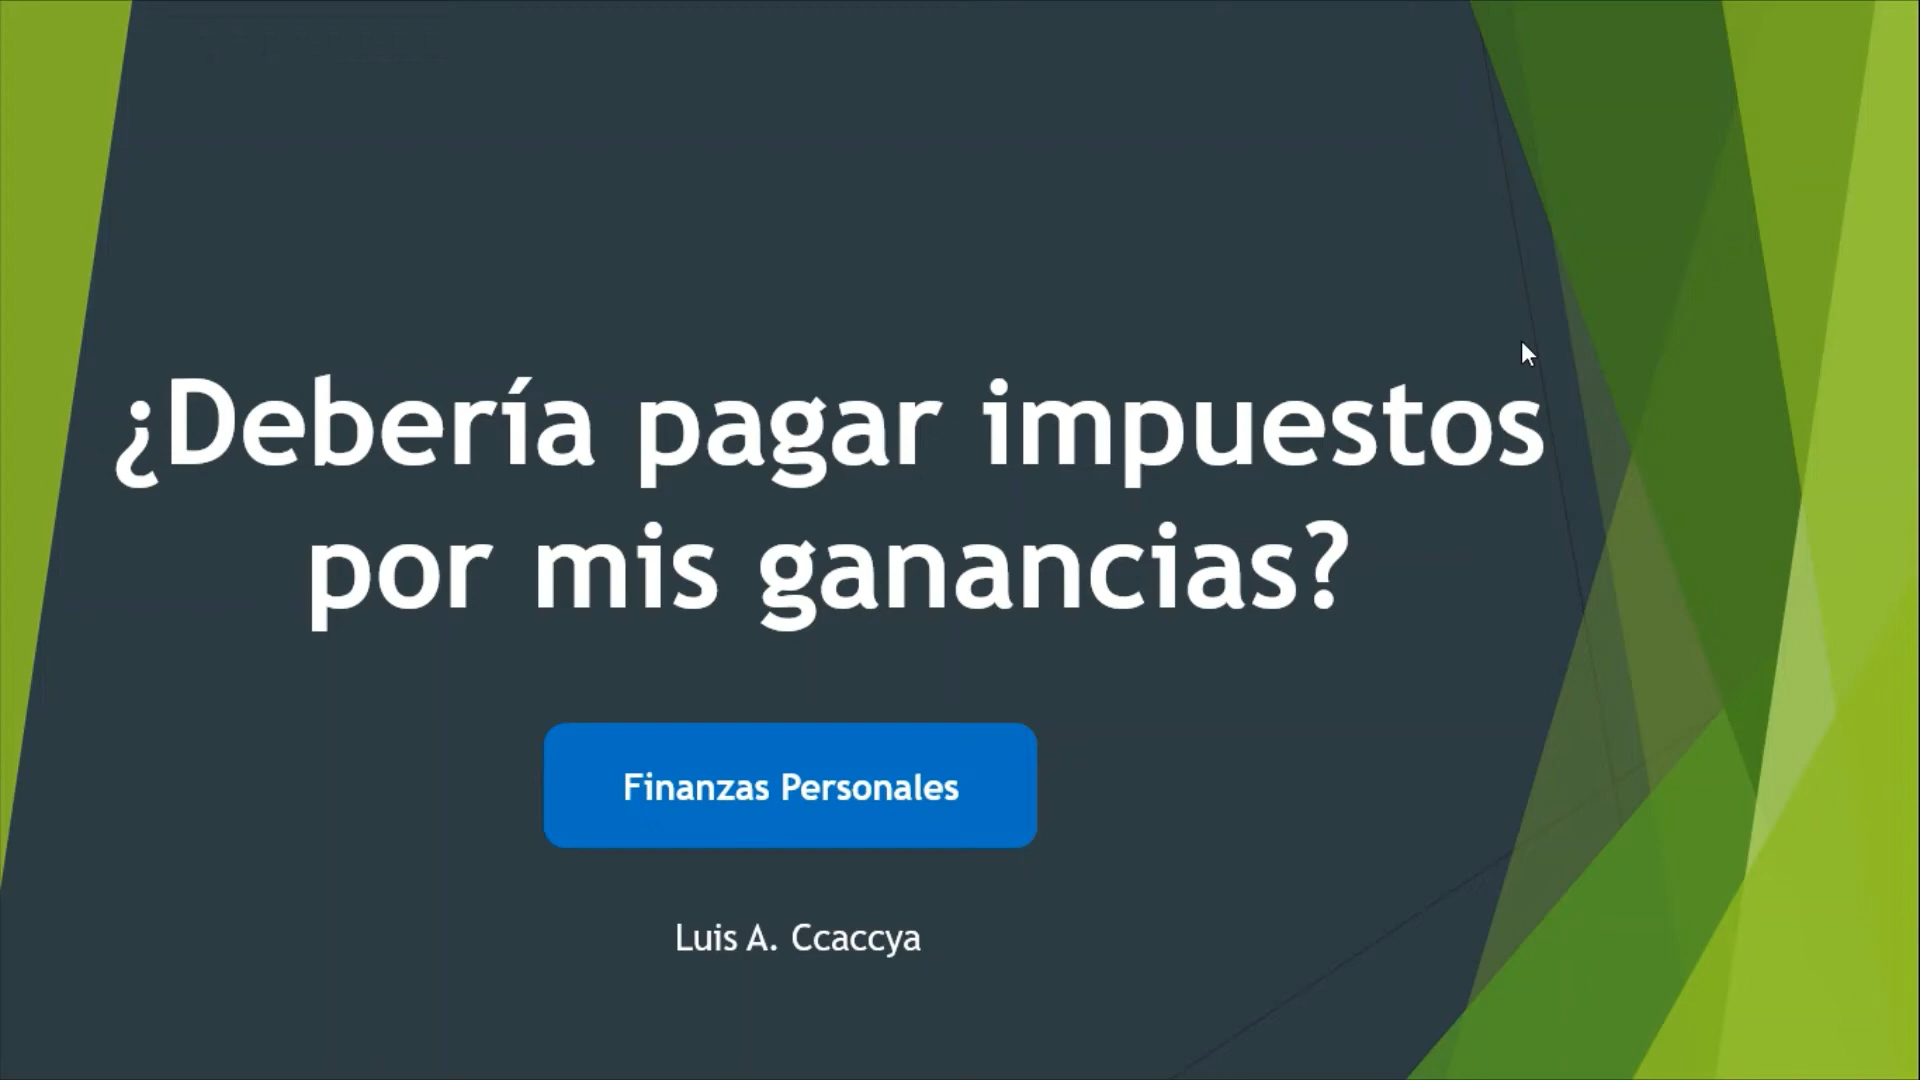 ¿Debería pagar impuestos
por mis ganancias?
Finanzas Personales
Luis A. Ccaccya